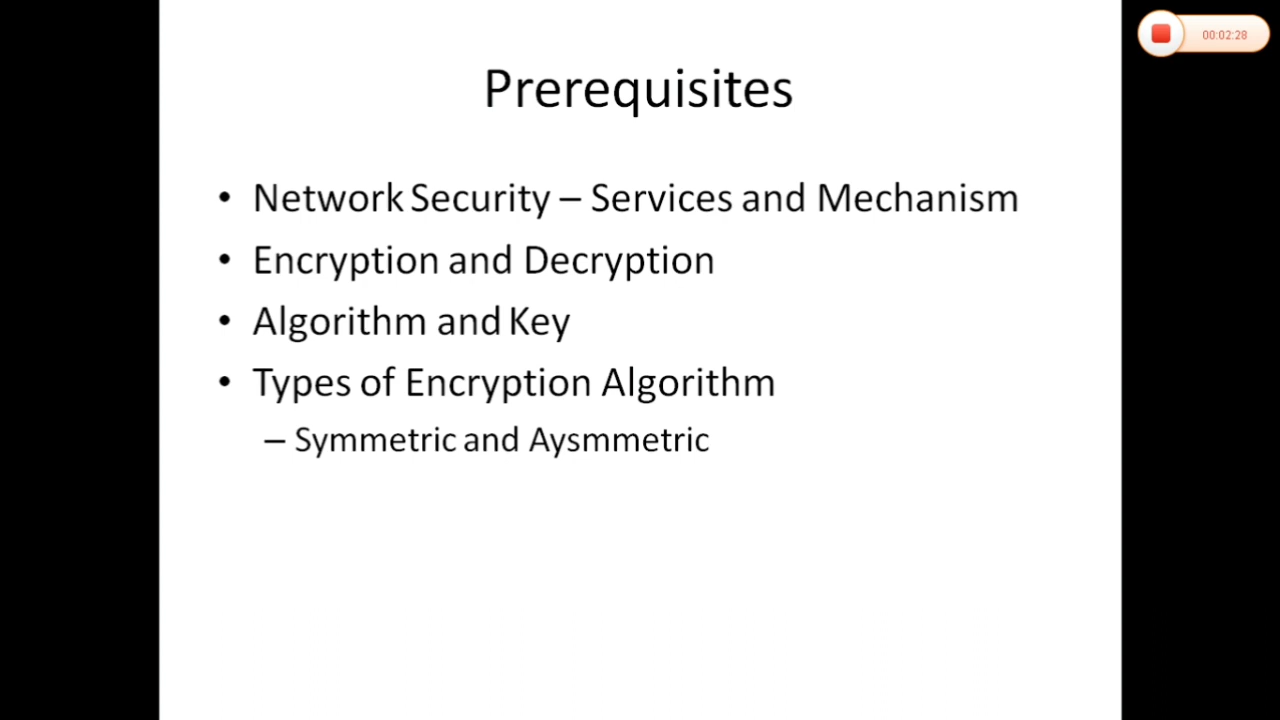 00:02:28
Prerequisites
• Network Security – Services and Mechanism
• Encryption and Decryption
• Algorithm and Key
• Types of Encryption Algorithm
– Symmetric and Aysmmetric